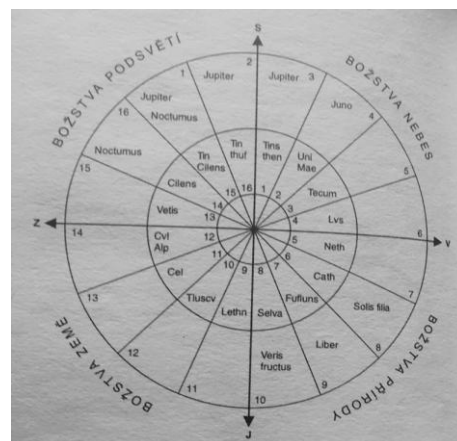 S
BOŽSTVA PODSVĚTÍ
BOŽSTVA NEBES
1
2
3
4
5
6
7
8
9
10
11
12
13
14
15
16
Jupiter
Jupiter
Juno
Jupiter
Nocturnus
Nocturnus
Tin
Cilens
Tin
thuf
Tins
then
Uni
Mae
Cilens
Tecum
Vetis
Lvs
Cvl
Alp
Neth
Cel
Cath
Tluscv
Fufluns
Lethn
Selva
Solis filia
Liber
Veris
fructus
15
16
1
2
14
3
13
4
12
5
11
6
10
9
8
7
Z
V
J
BOŽSTVA ZEMĚ
BOŽSTVA PŘÍRODY